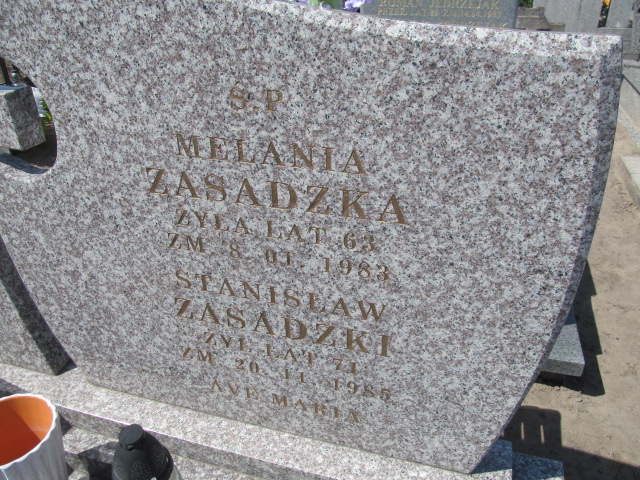 Ś.P.
MELANIA
ZASADZKA
ŻYŁA LAT 63
ZM. 8.01.1983
STANISŁAW
ZASADZKI
ŻYŁ LAT 71
ZM. 20.11.1985
AVE MARIA